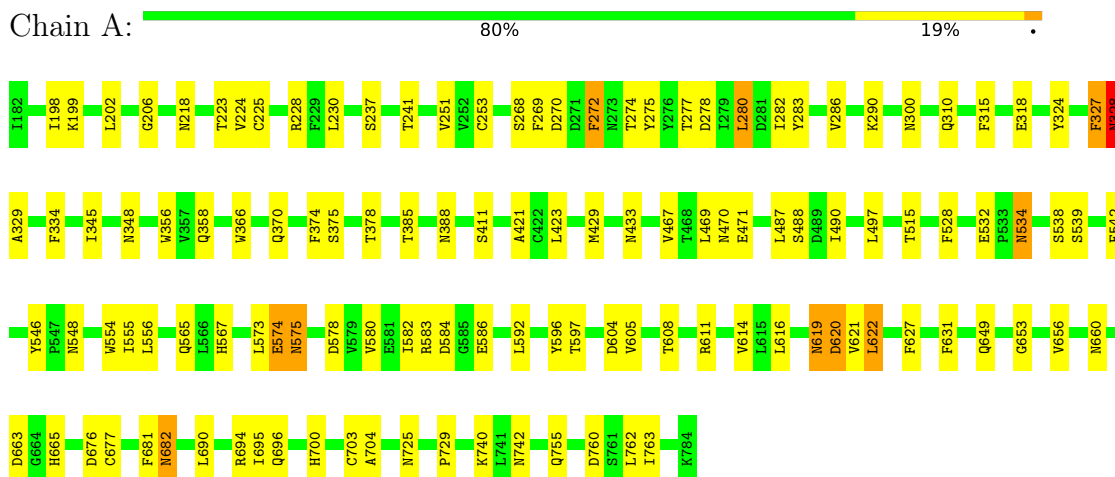 Chain A:
80% 19% •
I182 I198 K199 L202 G206 N218 T223 V224 C225 R228 F229 L230 S237 T241 V251 V252 C253 S268 F269 D270 D271 F272 N273 T274 Y275 Y276 T277 D278 I279 L280 D281 I282 Y283 V286 K290 N300 Q310 F315 E318 Y324 F327 N328
A329 F334 I345 N348 W356 V357 Q358 W366 Q370 F374 S375 T378 T385 N388 S411 A421 C422 L423 M429 N433 V467 T468 L469 N470 E471 L487 S488 D489 I490 L497 T515 F528 E532 P533 N534 S538 S539
Y546 P547 N548 W554 I555 L556 Q565 L566 H567 L573 E574 N575 D578 V579 V580 E581 I582 R583 D584 G585 E586 L592 Y596 T597 D604 V605 T608 R611 V614 L615 L616 N619 D620 V621 L622 F627 F631 Q649 G653 V656 N660
D663 G664 H665 D676 C677 F681 N682 L690 R694 I695 Q696 H700 C703 A704 N725 P729 K740 L741 N742 Q755 D760 S761 L762 I763 K784